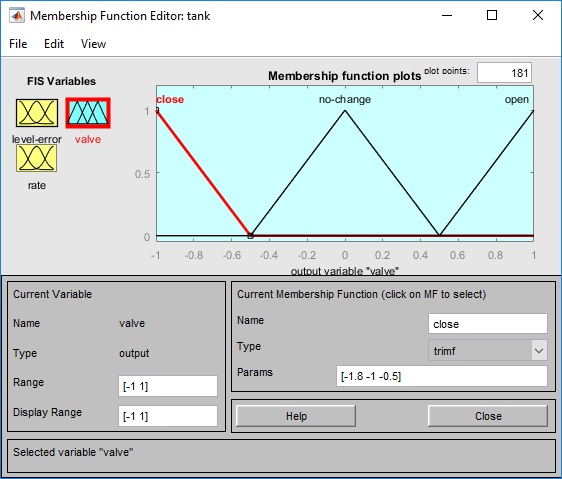 Membership Function Editor: tank
File Edit View
FIS Variables
level-error valve
rate
Membership function plots plot points: 181
close no-change open
1
0.5
0
-1 -0.8 -0.6 -0.4 -0.2 0 0.2 0.4 0.6 0.8 1
output variable "valve"
Current Variable
Name valve
Type output
Range [-1 1]
Display Range [-1 1]
Current Membership Function (click on MF to select)
Name close
Type trimf
Params [-1.8 -1 -0.5]
Help Close
Selected variable "valve"